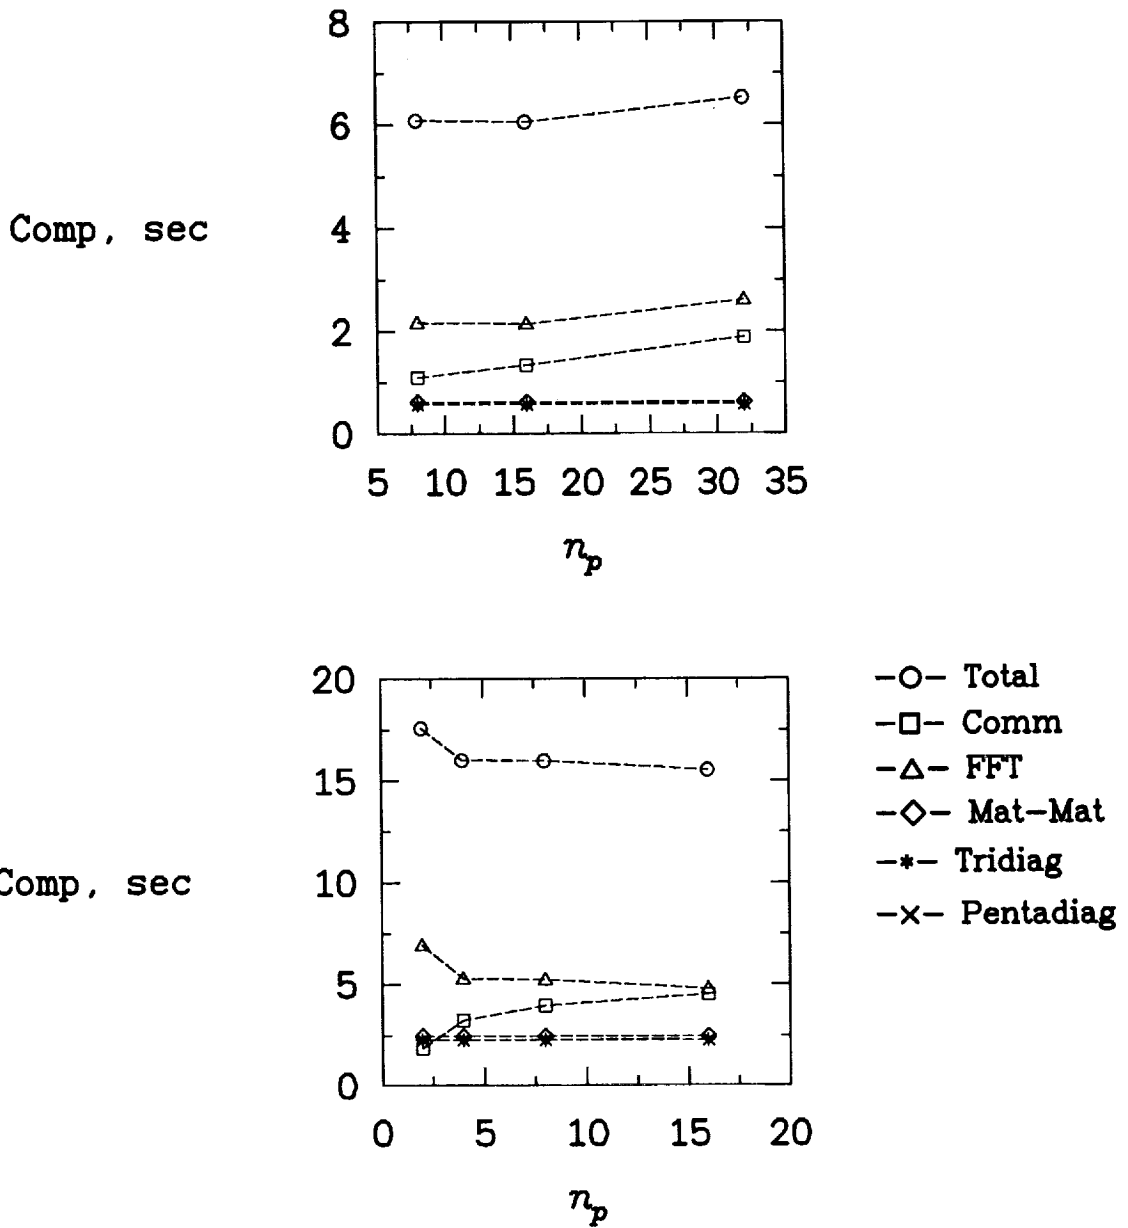 8
6
Comp, sec
4
2
0
5 10 15 20 25 30 35
n_p
20
Total
Comm
15
FFT
Mat-Mat
Comp, sec
10
Tridiag
Pentadiag
5
0
0 5 10 15 20
n_p